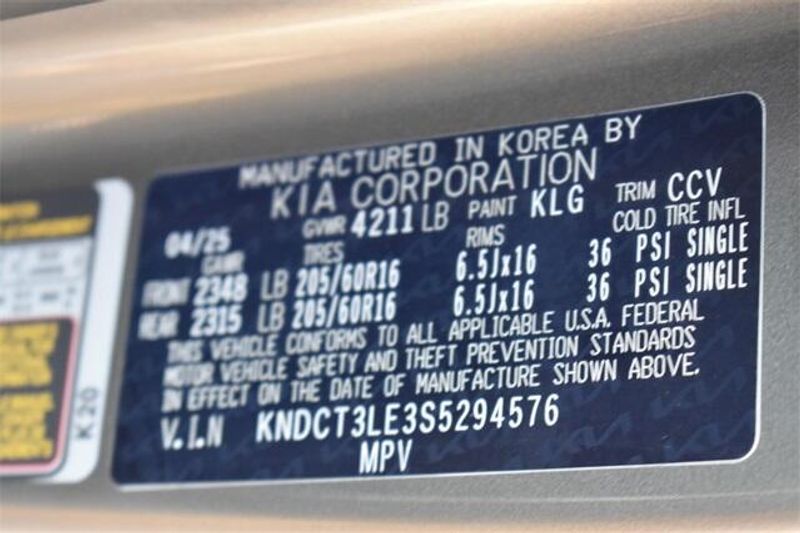 MANUFACTURED IN KOREA BY
KIA CORPORATION
04/25 GVWR 4211 LB PAINT KLG TRIM CCV
GAWR TIRES RIMS COLD TIRE INFL
FRONT 2348 LB 205/60R16 6.5Jx16 36 PSI SINGLE
REAR 2315 LB 205/60R16 6.5Jx16 36 PSI SINGLE
THIS VEHICLE CONFORMS TO ALL APPLICABLE U.S.A. FEDERAL
MOTOR VEHICLE SAFETY AND THEFT PREVENTION STANDARDS
IN EFFECT ON THE DATE OF MANUFACTURE SHOWN ABOVE.
V.I.N KNDCT3LE3S5294576
MPV
K20